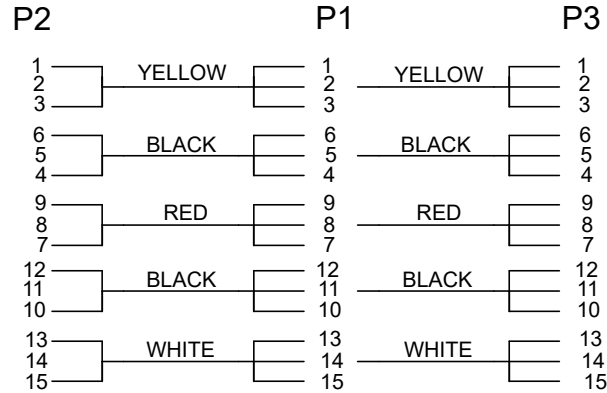 P2 P1 P3
1 1 1
YELLOW YELLOW
2 2 2
3 3 3
6 6 6
BLACK BLACK
5 5 5
4 4 4
9 9 9
RED RED
8 8 8
7 7 7
12 12 12
BLACK BLACK
11 11 11
10 10 10
13 13 13
WHITE WHITE
14 14 14
15 15 15